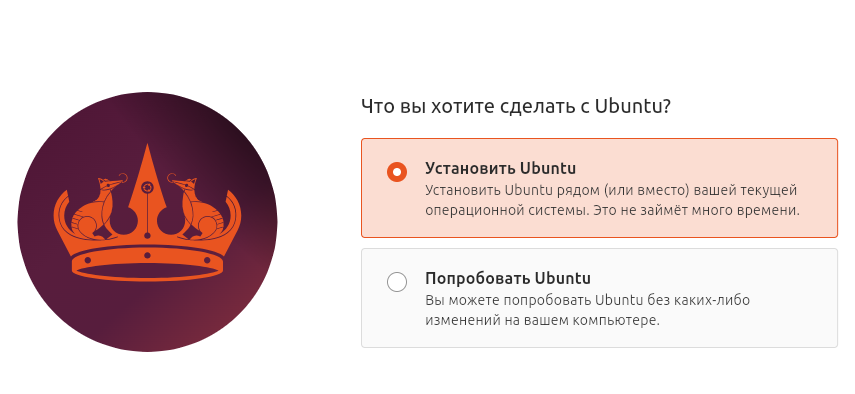 Что вы хотите сделать с Ubuntu?
Установить Ubuntu
Установить Ubuntu рядом (или вместо) вашей текущей
операционной системы. Это не займёт много времени.
Попробовать Ubuntu
Вы можете попробовать Ubuntu без каких-либо
изменений на вашем компьютере.